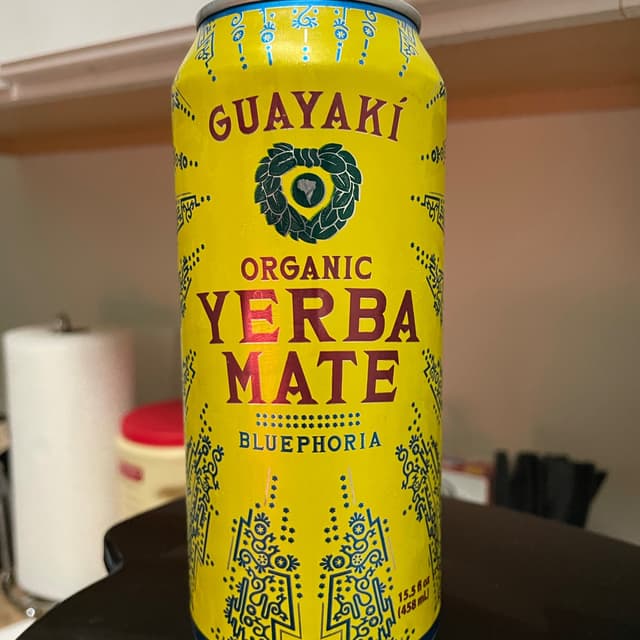 GUAYAKÍ
ORGANIC
YERBA
MATE
BLUEPHORIA
15.5 fl oz
(458 mL)